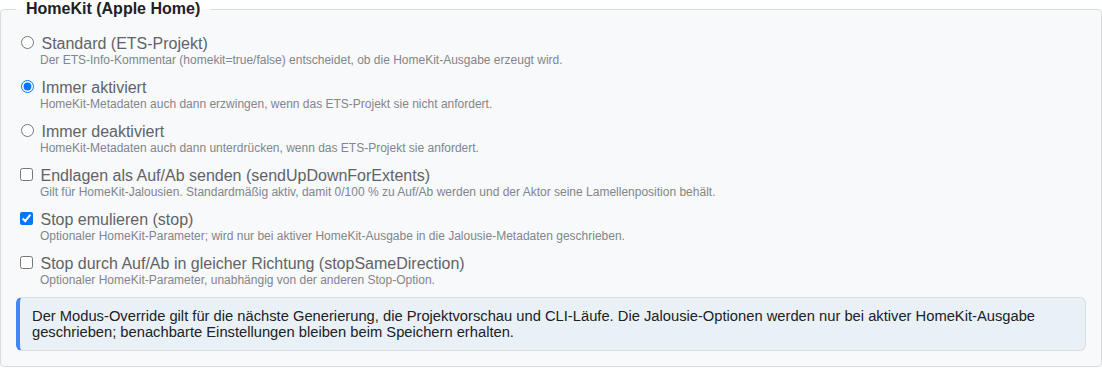 HomeKit (Apple Home)
Standard (ETS-Projekt)
Der ETS-Info-Kommentar (homekit=true/false) entscheidet, ob die HomeKit-Ausgabe erzeugt wird.
Immer aktiviert
HomeKit-Metadaten auch dann erzwingen, wenn das ETS-Projekt sie nicht anfordert.
Immer deaktiviert
HomeKit-Metadaten auch dann unterdrücken, wenn das ETS-Projekt sie anfordert.
Endlagen als Auf/Ab senden (sendUpDownForExtents)
Gilt für HomeKit-Jalousien. Standardmäßig aktiv, damit 0/100 % zu Auf/Ab werden und der Aktor seine Lamellenposition behält.
Stop emulieren (stop)
Optionaler HomeKit-Parameter; wird nur bei aktiver HomeKit-Ausgabe in die Jalousie-Metadaten geschrieben.
Stop durch Auf/Ab in gleicher Richtung (stopSameDirection)
Optionaler HomeKit-Parameter, unabhängig von der anderen Stop-Option.
Der Modus-Override gilt für die nächste Generierung, die Projektvorschau und CLI-Läufe. Die Jalousie-Optionen werden nur bei aktiver HomeKit-Ausgabe
geschrieben; benachbarte Einstellungen bleiben beim Speichern erhalten.